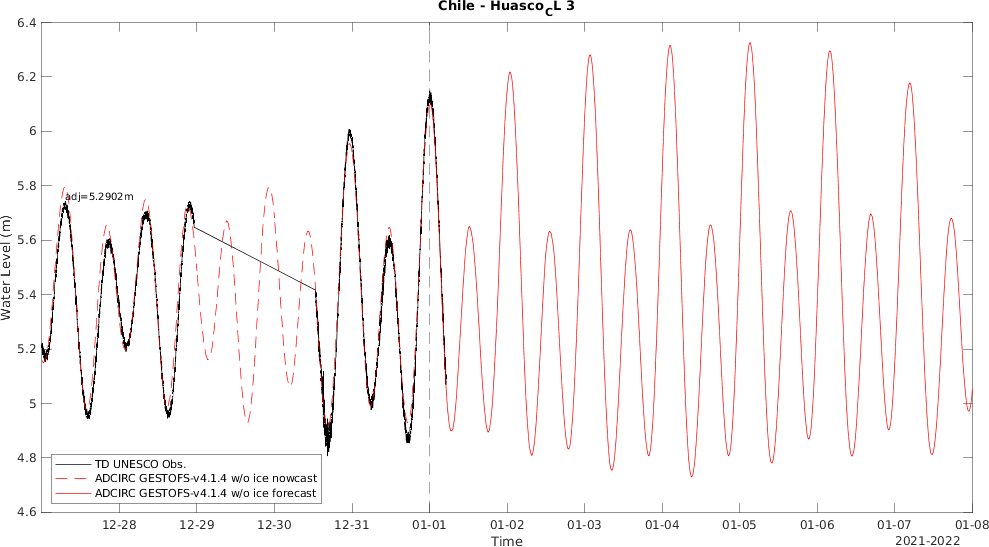 Chile - Huasco_CL 3
6.4
6.2
6
5.8
5.6
5.4
5.2
5
4.8
4.6
Water Level (m)
adj=5.2902m
TD UNESCO Obs.
ADCIRC GESTOFS-v4.1.4 w/o ice nowcast
ADCIRC GESTOFS-v4.1.4 w/o ice forecast
12-28 12-29 12-30 12-31 01-01 01-02 01-03 01-04 01-05 01-06 01-07 01-08
Time
2021-2022